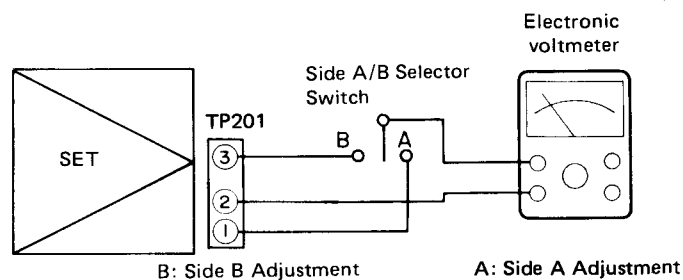 Electronic
voltmeter
Side A/B Selector
Switch
TP201
SET
3
B
A
2
1
B: Side B Adjustment
A: Side A Adjustment